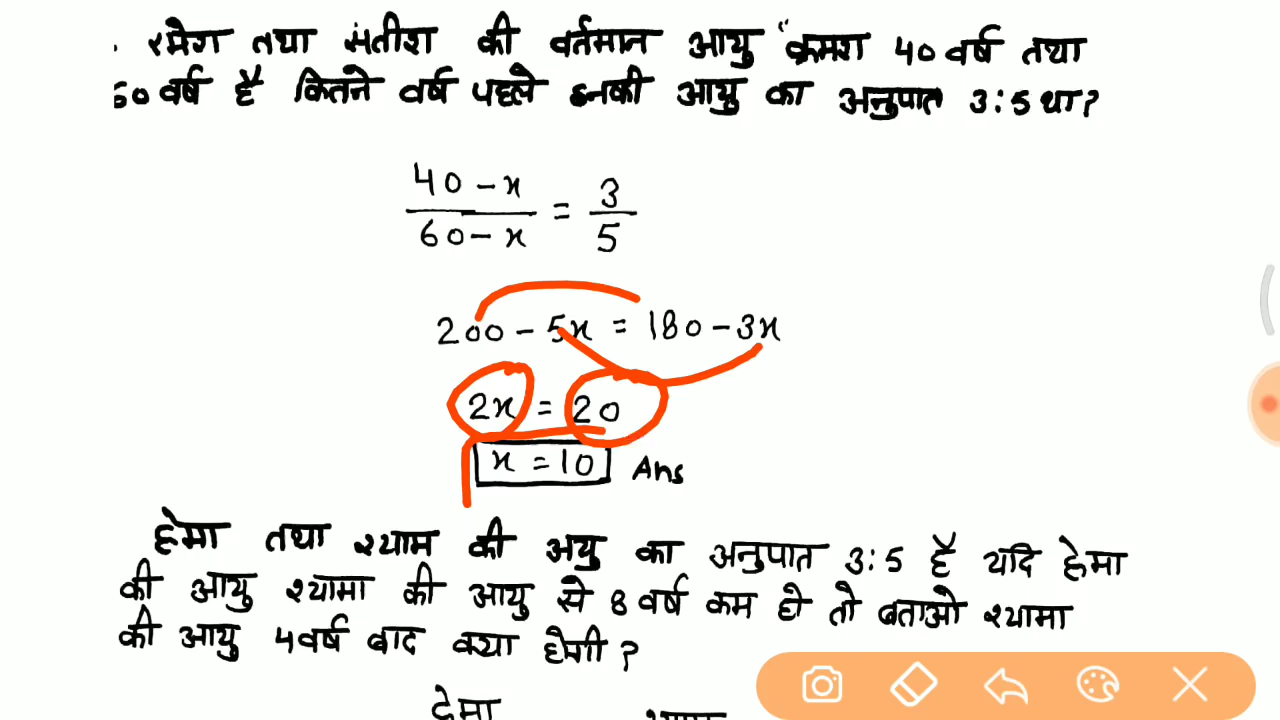 रमेश तथा सतीश की वर्तमान आयु क्रमश 40 वर्ष तथा
60 वर्ष है कितने वर्ष पहले इनकी आयु का अनुपात 3:5 था?
40 - x
60 - x
=
3
5
200 - 5x = 180 - 3x
2x = 20
x = 10 Ans
हेमा तथा श्याम की अयु का अनुपात 3:5 है यदि हेमा
की आयु श्यामा की आयु से 8 वर्ष कम हो तो बताओ श्यामा
की आयु 4 वर्ष बाद क्या होगी?
हेमा